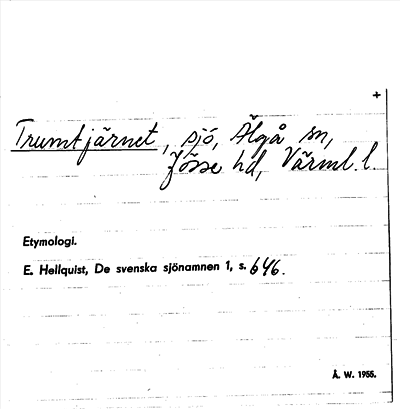 +
Trumtjärnet, sjö, Älgå sn,
Jösse hd, Värml. l.
Etymologi.
E. Hellquist, De svenska sjönamnen 1, s. 646.
Å. W. 1955.